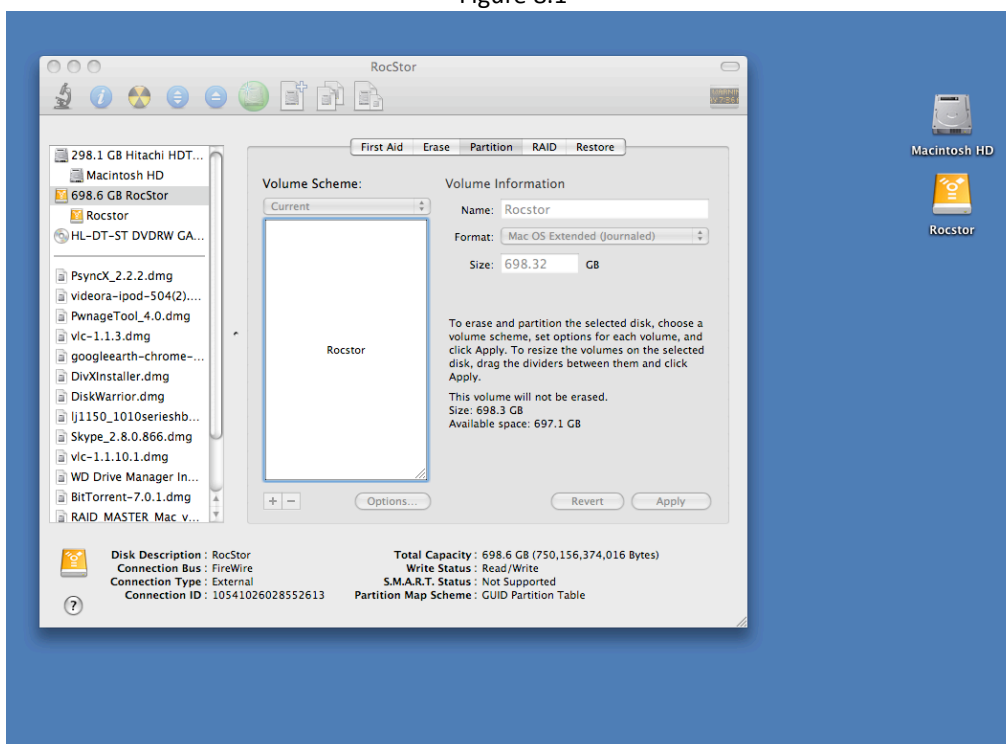 Figure 8.1
RocStor
First Aid Erase Partition RAID Restore
298.1 GB Hitachi HDT...
Macintosh HD
698.6 GB RocStor
Rocstor
HL-DT-ST DVDRW GA...
PsyncX_2.2.2.dmg
videora-ipod-504(2)....
PwnageTool_4.0.dmg
vlc-1.1.3.dmg
googleearth-chrome-...
DivXInstaller.dmg
DiskWarrior.dmg
lj1150_1010serieshb...
Skype_2.8.0.866.dmg
vlc-1.1.10.1.dmg
WD Drive Manager In...
BitTorrent-7.0.1.dmg
RAID MASTER Mac v...
Volume Scheme:
Current
Rocstor
+ -
Options...
Volume Information
Name: Rocstor
Format: Mac OS Extended (Journaled)
Size: 698.32 GB
To erase and partition the selected disk, choose a
volume scheme, set options for each volume, and
click Apply. To resize the volumes on the selected
disk, drag the dividers between them and click
Apply.
This volume will not be erased.
Size: 698.3 GB
Available space: 697.1 GB
Revert Apply
Disk Description : RocStor
Connection Bus : FireWire
Connection Type : External
Connection ID : 10541026028552613
Total Capacity : 698.6 GB (750,156,374,016 Bytes)
Write Status : Read/Write
S.M.A.R.T. Status : Not Supported
Partition Map Scheme : GUID Partition Table
?
Macintosh HD
Rocstor